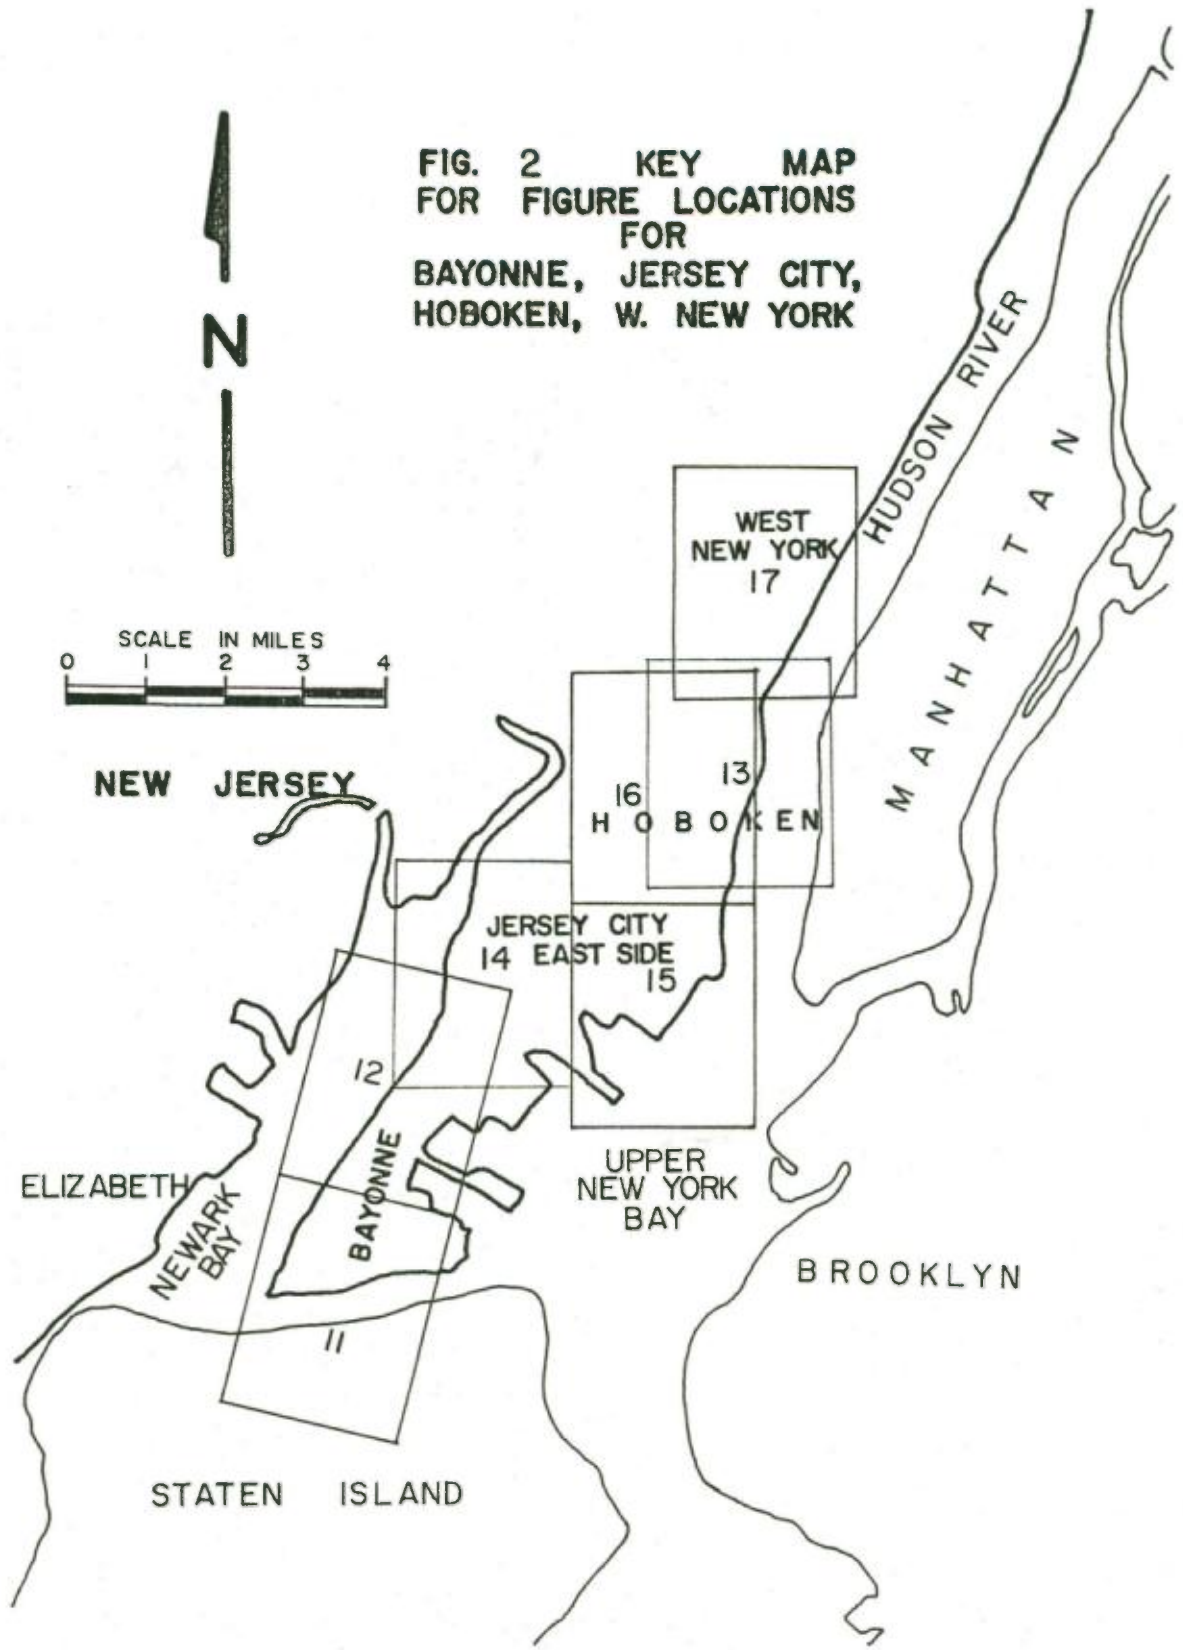 FIG. 2 KEY MAP
FOR FIGURE LOCATIONS
FOR
BAYONNE, JERSEY CITY,
HOBOKEN, W. NEW YORK
N
HUDSON RIVER
MANHATTAN
WEST
NEW YORK
17
SCALE IN MILES
0 1 2 3 4
NEW JERSEY
13
16
HOBOKEN
JERSEY CITY
14 EAST SIDE
15
12
BAYONNE
ELIZABETH
NEWARK
BAY
UPPER
NEW YORK
BAY
BROOKLYN
11
STATEN ISLAND